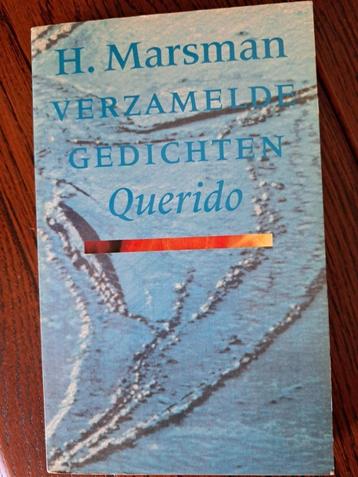 H. Marsman
VERZAMELDE
GEDICHTEN
Querido